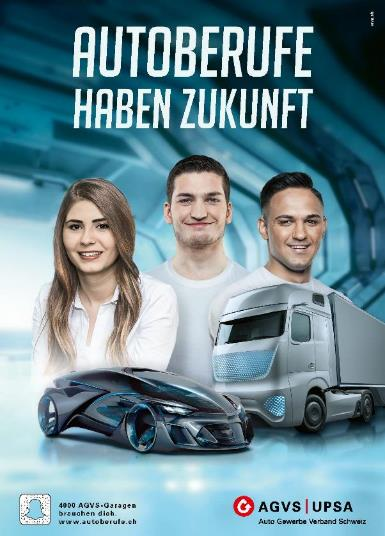 AUTOBERUFE
HABEN ZUKUNFT
4000 AGVS-Garagen
brauchen dich.
www.autoberufe.ch
AGVS | UPSA
Auto Gewerbe Verband Schweiz